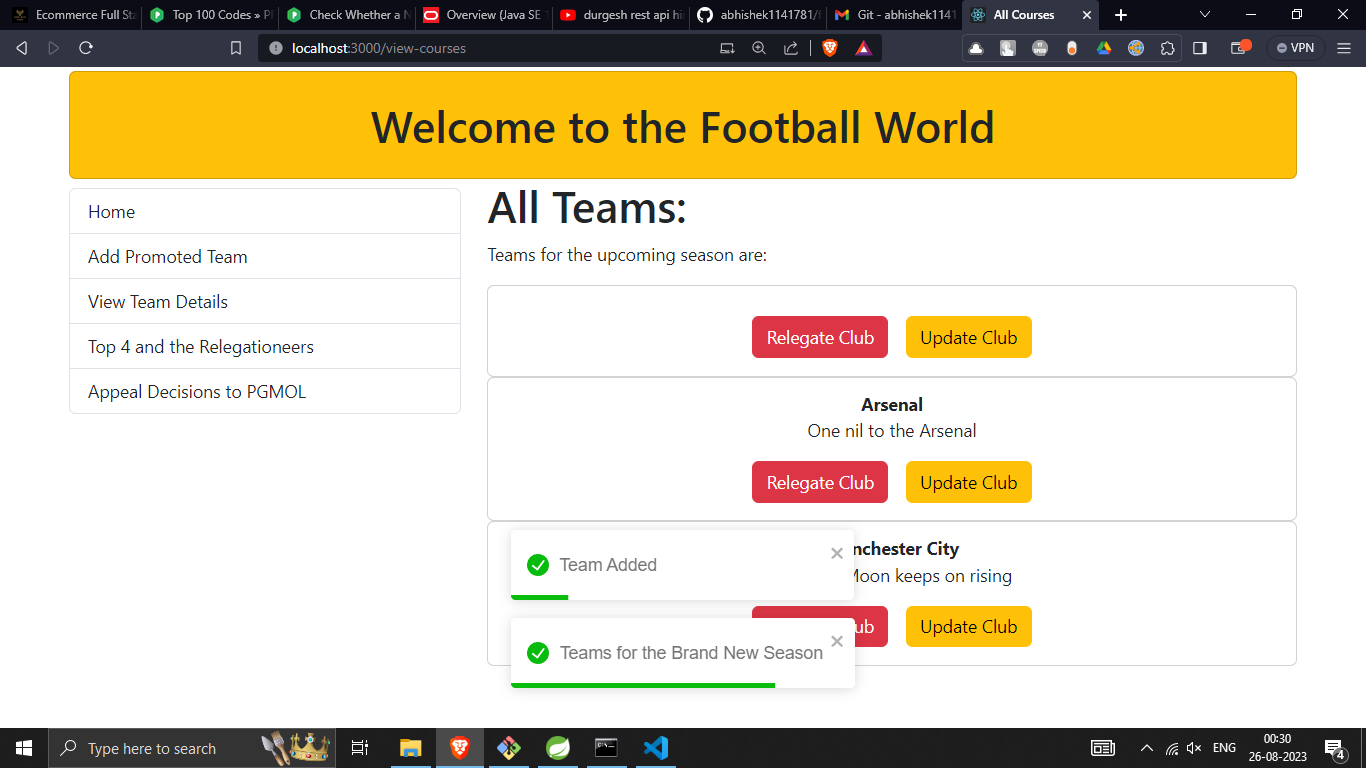 Ecommerce Full Sta
Top 100 Codes » P
Check Whether a N
Overview (Java SE
durgesh rest api hi
abhishek1141781/f
Git - abhishek1141
All Courses
localhost:3000/view-courses
VPN
Welcome to the Football World
Home
Add Promoted Team
View Team Details
Top 4 and the Relegationeers
Appeal Decisions to PGMOL
All Teams:
Teams for the upcoming season are:
Relegate Club
Update Club
Arsenal
One nil to the Arsenal
Relegate Club
Update Club
nchester City
Moon keeps on rising
ub
Update Club
Team Added
Teams for the Brand New Season
Type here to search
ENG
00:30
26-08-2023
4